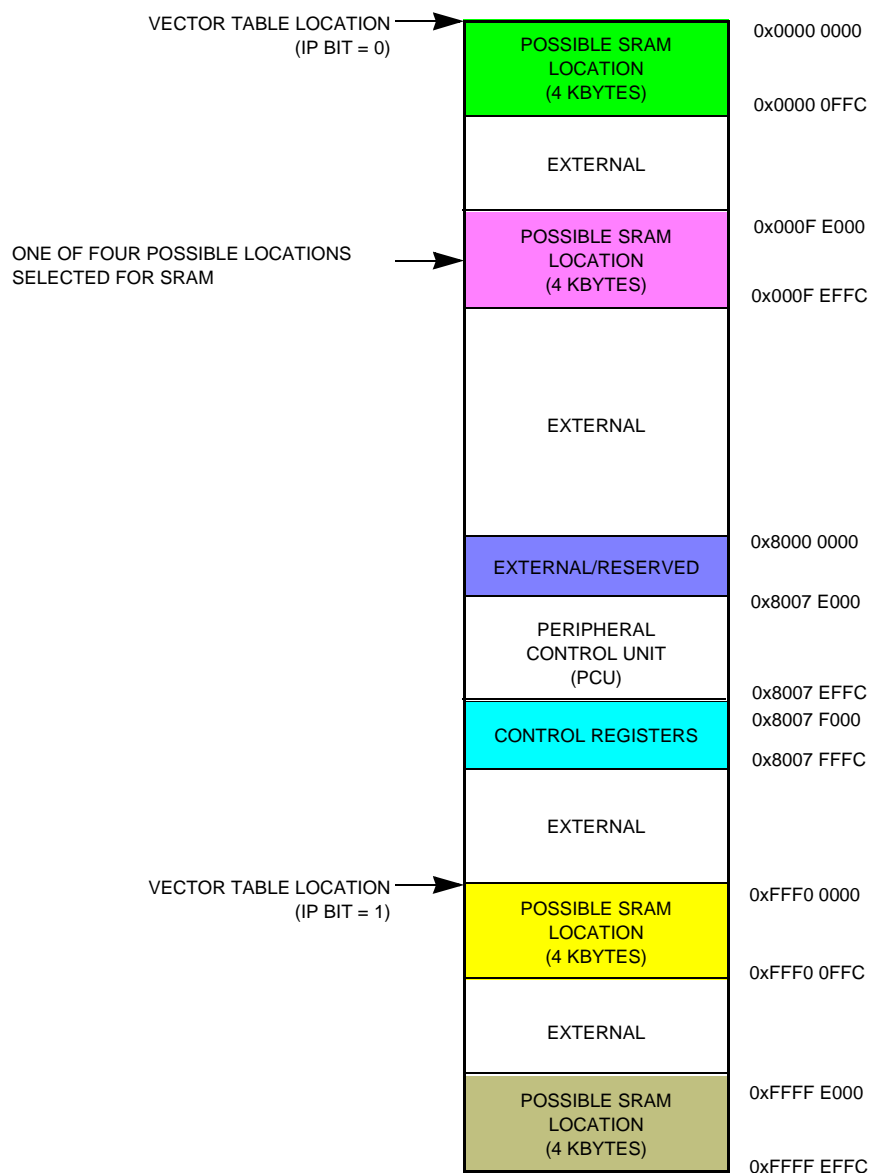 VECTOR TABLE LOCATION
(IP BIT = 0)
0x0000 0000
POSSIBLE SRAM
LOCATION
(4 KBYTES)
0x0000 0FFC
EXTERNAL
0x000F E000
ONE OF FOUR POSSIBLE LOCATIONS
SELECTED FOR SRAM
POSSIBLE SRAM
LOCATION
(4 KBYTES)
0x000F EFFC
EXTERNAL
0x8000 0000
EXTERNAL/RESERVED
0x8007 E000
PERIPHERAL
CONTROL UNIT
(PCU)
0x8007 EFFC
0x8007 F000
CONTROL REGISTERS
0x8007 FFFC
EXTERNAL
VECTOR TABLE LOCATION
(IP BIT = 1)
0xFFF0 0000
POSSIBLE SRAM
LOCATION
(4 KBYTES)
0xFFF0 0FFC
EXTERNAL
0xFFFF E000
POSSIBLE SRAM
LOCATION
(4 KBYTES)
0xFFFF EFFC